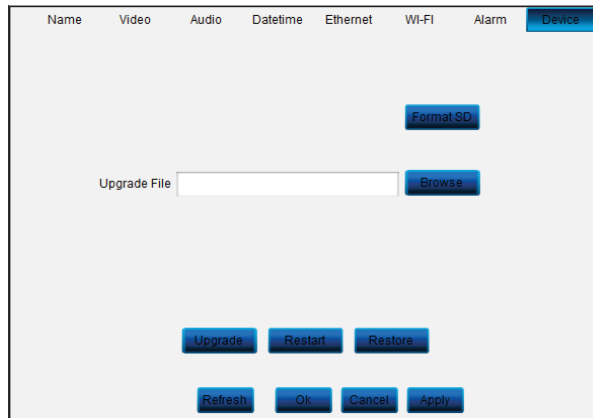 Name Video Audio Datetime Ethernet WI-FI Alarm Device
Format SD
Upgrade File Browse
Upgrade Restart Restore
Refresh Ok Cancel Apply